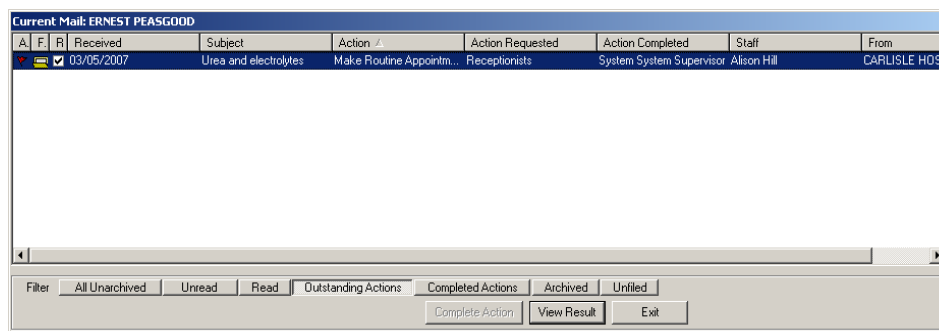 Current Mail: ERNEST PEASGOOD
A. F. R Received Subject Action Action Requested Action Completed Staff From
03/05/2007 Urea and electrolytes Make Routine Appointm... Receptionists System System Supervisor Alison Hill CARLISLE HOS
Filter All Unarchived Unread Read Outstanding Actions Completed Actions Archived Unfiled
Complete Action View Result Exit